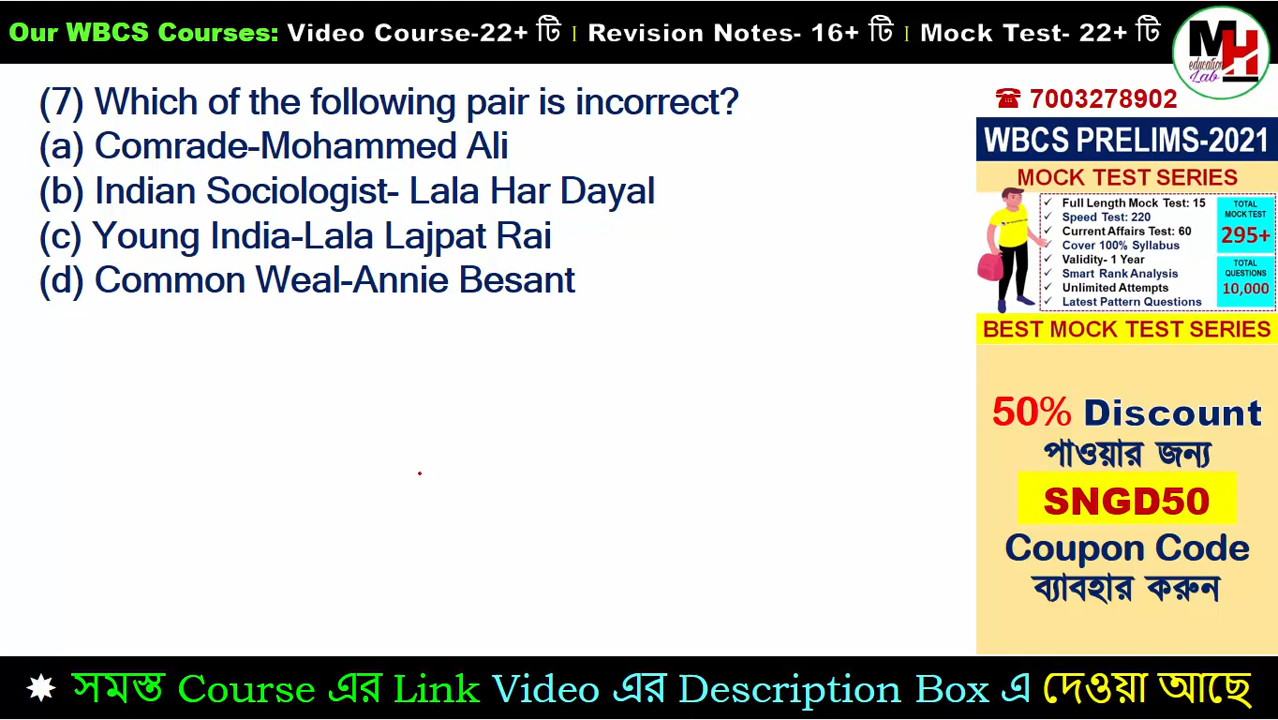 Our WBCS Courses: Video Course-22+ টি I Revision Notes- 16+ টি I Mock Test- 22+ টি
MH
education
Lab
(7) Which of the following pair is incorrect?
(a) Comrade-Mohammed Ali
(b) Indian Sociologist- Lala Har Dayal
(c) Young India-Lala Lajpat Rai
(d) Common Weal-Annie Besant
☎ 7003278902
WBCS PRELIMS-2021
MOCK TEST SERIES
✓ Full Length Mock Test: 15
✓ Speed Test: 220
✓ Current Affairs Test: 60
✓ Cover 100% Syllabus
✓ Validity- 1 Year
✓ Smart Rank Analysis
✓ Unlimited Attempts
✓ Latest Pattern Questions
TOTAL
MOCK TEST
295+
TOTAL
QUESTIONS
10,000
BEST MOCK TEST SERIES
50% Discount
পাওয়ার জন্য
SNGD50
Coupon Code
ব্যাবহার করুন
✸ সমস্ত Course এর Link Video এর Description Box এ দেওয়া আছে